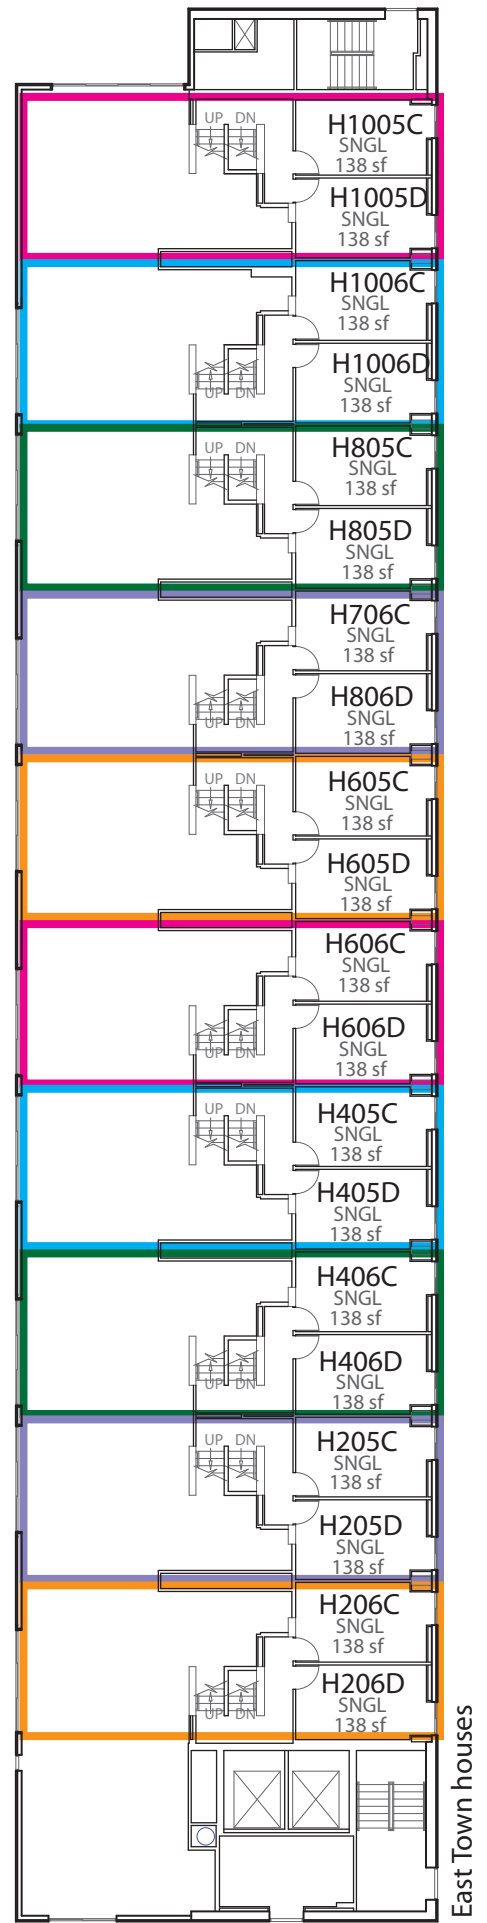 UP DN
H1005C
SNGL
138 sf
H1005D
SNGL
138 sf
H1006C
SNGL
138 sf
H1006D
SNGL
138 sf
UP DN
UP DN
H805C
SNGL
138 sf
H805D
SNGL
138 sf
H706C
SNGL
138 sf
H806D
SNGL
138 sf
UP DN
UP DN
H605C
SNGL
138 sf
H605D
SNGL
138 sf
H606C
SNGL
138 sf
H606D
SNGL
138 sf
UP DN
UP DN
H405C
SNGL
138 sf
H405D
SNGL
138 sf
H406C
SNGL
138 sf
H406D
SNGL
138 sf
UP DN
UP DN
H205C
SNGL
138 sf
H205D
SNGL
138 sf
H206C
SNGL
138 sf
H206D
SNGL
138 sf
UP DN
East Town houses